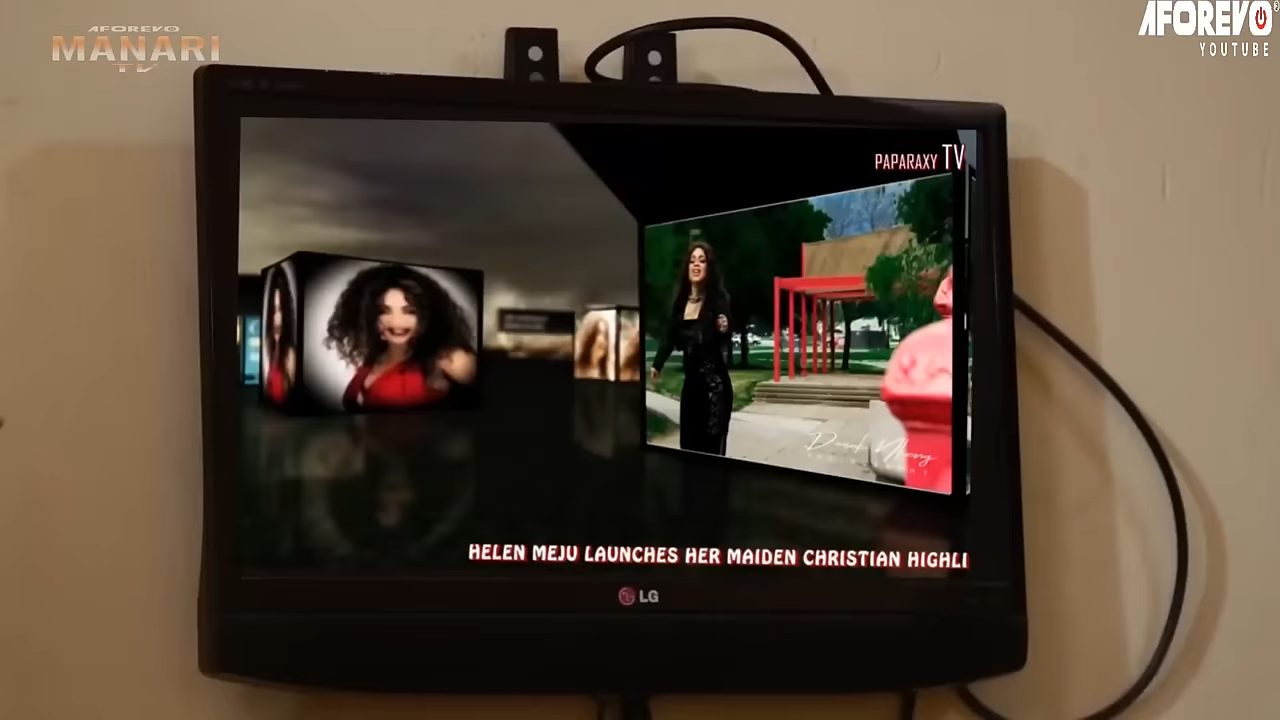 AFOREVO
MANARI
TV
AFOREVO
YOUTUBE
PAPARAXY TV
HELEN MEJU LAUNCHES HER MAIDEN CHRISTIAN HIGHLI
LG